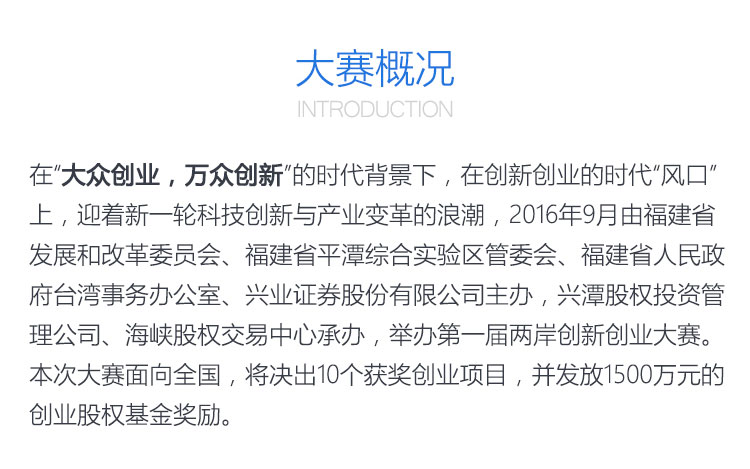 大赛概况
INTRODUCTION
在“大众创业，万众创新”的时代背景下，在创新创业的时代“风口”
上，迎着新一轮科技创新与产业变革的浪潮，2016年9月由福建省
发展和改革委员会、福建省平潭综合实验区管委会、福建省人民政
府台湾事务办公室、兴业证券股份有限公司主办，兴潭股权投资管
理公司、海峡股权交易中心承办，举办第一届两岸创新创业大赛。
本次大赛面向全国，将决出10个获奖创业项目，并发放1500万元的
创业股权基金奖励。